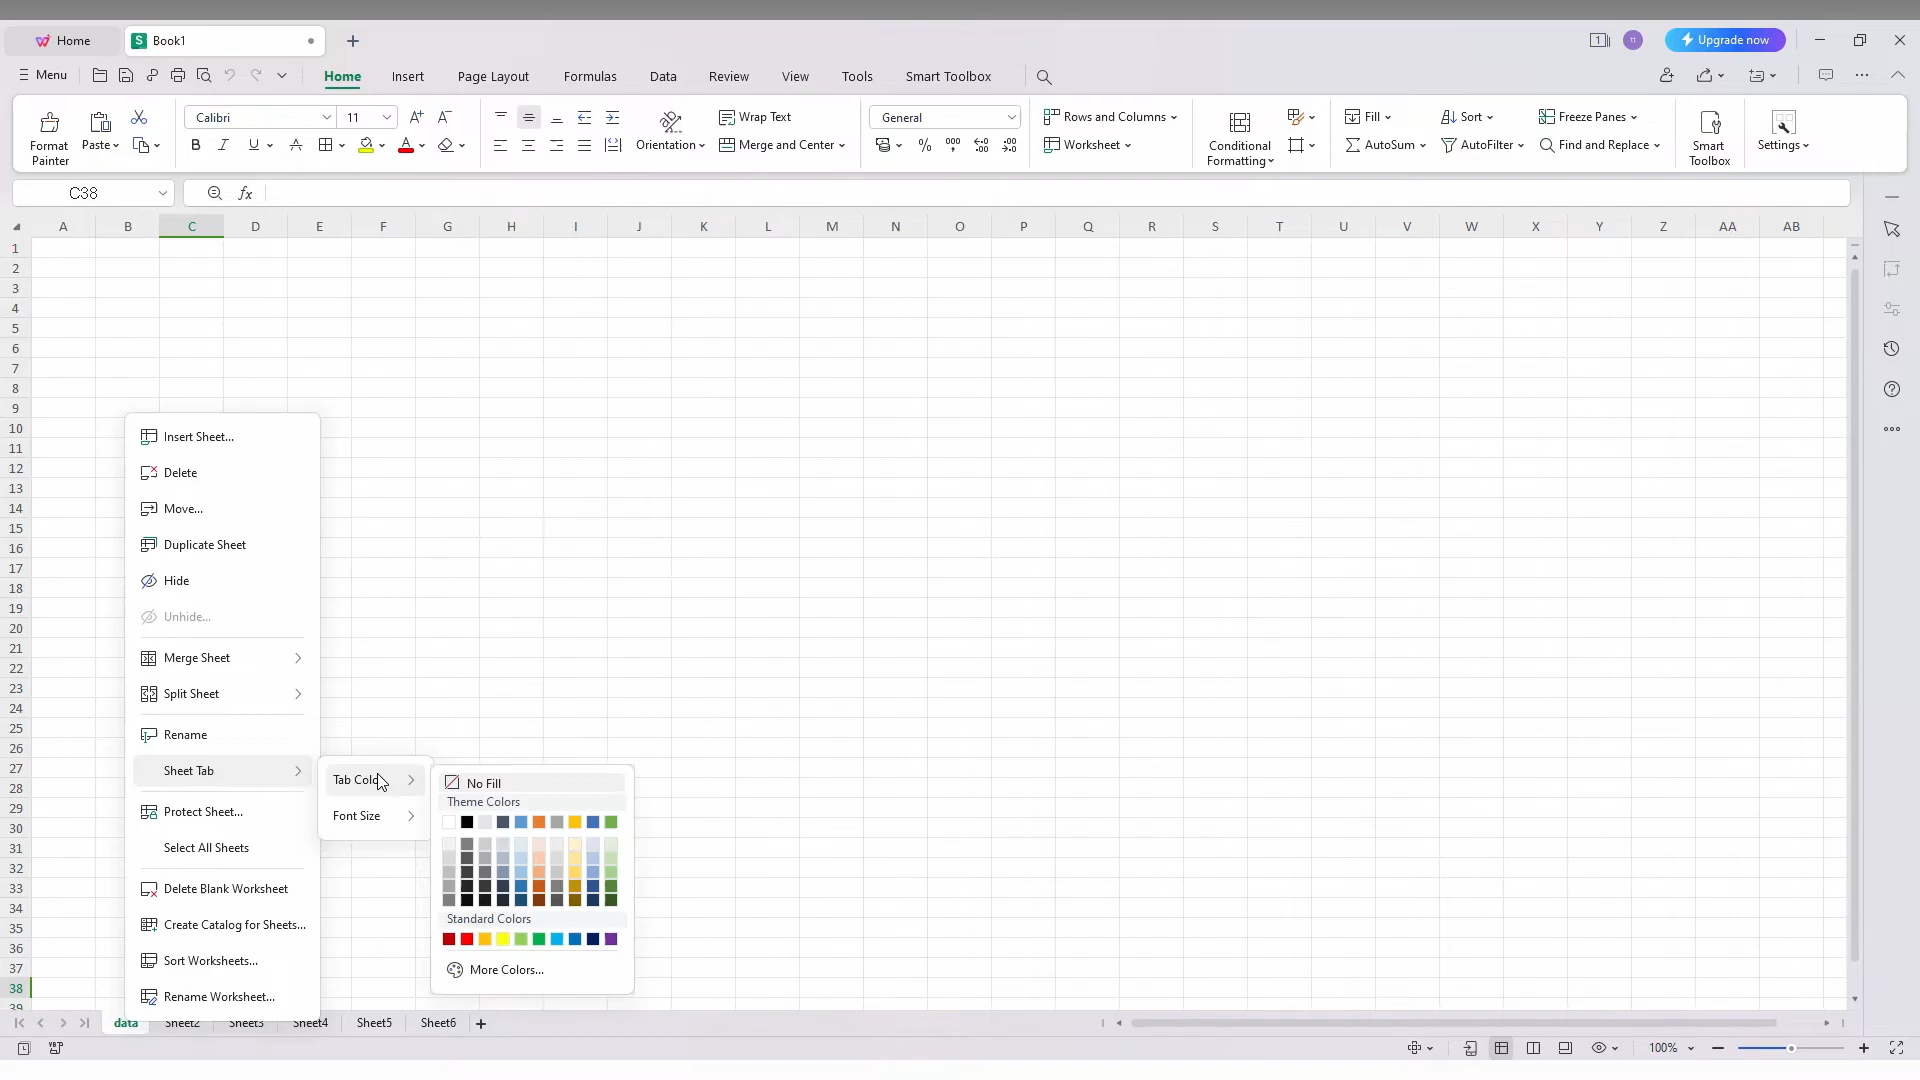 Home
Book1
Upgrade now
Menu
Home Insert Page Layout Formulas Data Review View Tools Smart Toolbox
Format Painter
Paste
Calibri 11
B I U A
Orientation
Wrap Text
Merge and Center
General
Rows and Columns
Worksheet
Conditional Formatting
Fill
AutoSum
Sort
AutoFilter
Freeze Panes
Find and Replace
Smart Toolbox
Settings
C38 fx
A B C D E F G H I J K L M N O P Q R S T U V W X Y Z AA AB
1
2
3
4
5
6
7
8
9
10
11
12
13
14
15
16
17
18
19
20
21
22
23
24
25
26
27
28
29
30
31
32
33
34
35
36
37
38
39
Insert Sheet...
Delete
Move...
Duplicate Sheet
Hide
Unhide...
Merge Sheet
Split Sheet
Rename
Sheet Tab
Protect Sheet...
Select All Sheets
Delete Blank Worksheet
Create Catalog for Sheets...
Sort Worksheets...
Rename Worksheet...
Tab Colo
Font Size
No Fill
Theme Colors
Standard Colors
More Colors...
data Sheet2 Sheet3 Sheet4 Sheet5 Sheet6
100%